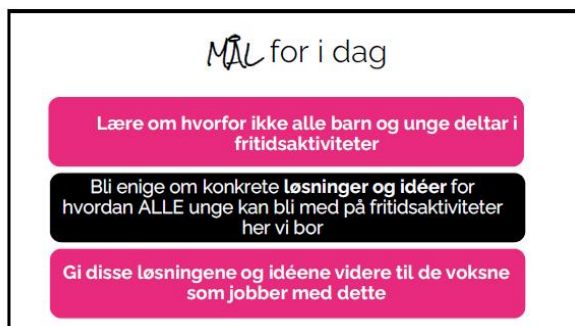 MÅL for i dag
Lære om hvorfor ikke alle barn og unge deltar i
fritidsaktiviteter
Bli enige om konkrete løsninger og idéer for
hvordan ALLE unge kan bli med på fritidsaktiviteter
her vi bor
Gi disse løsningene og idéene videre til de voksne
som jobber med dette